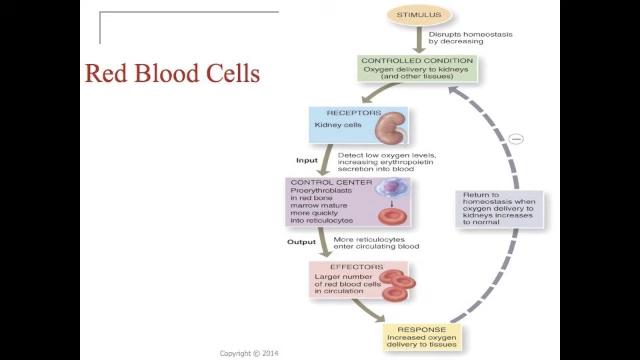 Red Blood Cells
STIMULUS
Disrupts homeostasis
by decreasing
CONTROLLED CONDITION
Oxygen delivery to kidneys
(and other tissues)
RECEPTORS
Kidney cells
Input
Detect low oxygen levels,
increasing erythropoietin
secretion into blood
CONTROL CENTER
Proerythroblasts
in red bone
marrow mature
more quickly
into reticulocytes
Output
More reticulocytes
enter circulating blood
EFFECTORS
Larger number
of red blood cells
in circulation
RESPONSE
Increased oxygen
delivery to tissues
Return to
homeostasis when
oxygen delivery to
kidneys increases
to normal
Copyright © 2014